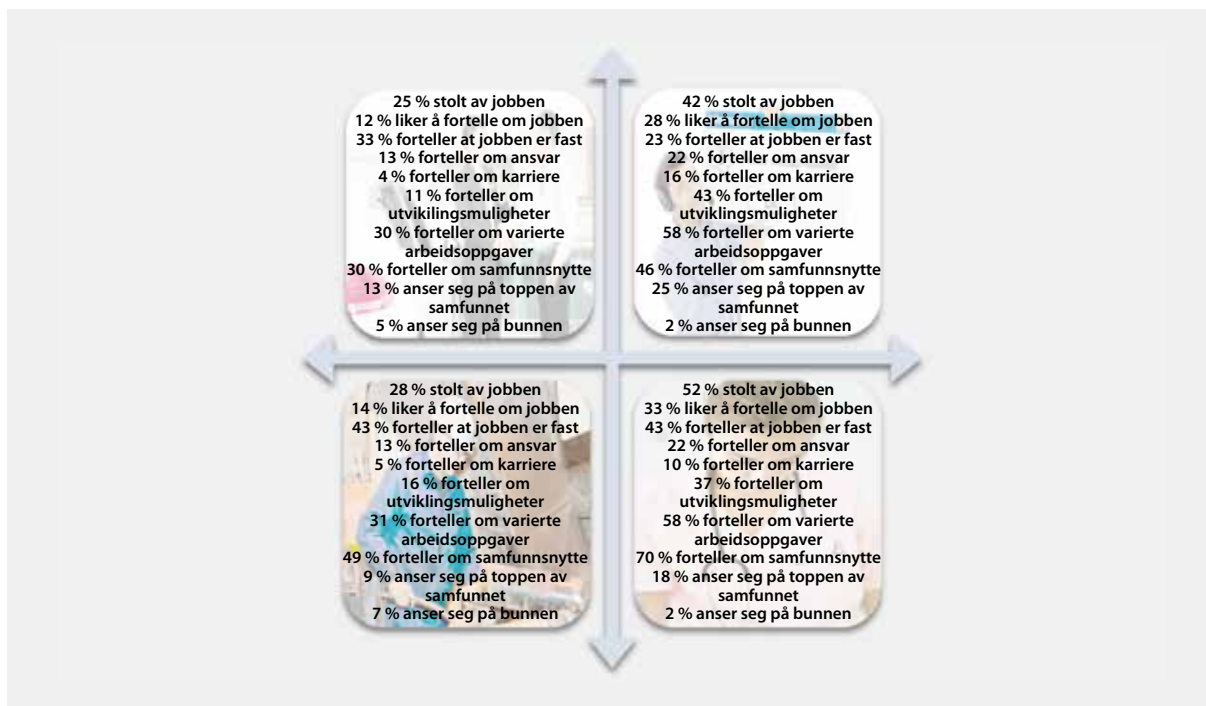 25 % stolt av jobben
12 % liker å fortelle om jobben
33 % forteller at jobben er fast
13 % forteller om ansvar
4 % forteller om karriere
11 % forteller om
utvikilingsmuligheter
30 % forteller om varierte
arbeidsoppgaver
30 % forteller om samfunnsnytte
13 % anser seg på toppen av
samfunnet
5 % anser seg på bunnen
42 % stolt av jobben
28 % liker å fortelle om jobben
23 % forteller at jobben er fast
22 % forteller om ansvar
16 % forteller om karriere
43 % forteller om
utviklingsmuligheter
58 % forteller om varierte
arbeidsoppgaver
46 % forteller om samfunnsnytte
25 % anser seg på toppen av
samfunnet
2 % anser seg på bunnen
28 % stolt av jobben
14 % liker å fortelle om jobben
43 % forteller at jobben er fast
13 % forteller om ansvar
5 % forteller om karriere
16 % forteller om
utviklingsmuligheter
31 % forteller om varierte
arbeidsoppgaver
49 % forteller om samfunnsnytte
9 % anser seg på toppen av
samfunnet
7 % anser seg på bunnen
52 % stolt av jobben
33 % liker å fortelle om jobben
43 % forteller at jobben er fast
22 % forteller om ansvar
10 % forteller om karriere
37 % forteller om
utviklingsmuligheter
58 % forteller om varierte
arbeidsoppgaver
70 % forteller om samfunnsnytte
18 % anser seg på toppen av
samfunnet
2 % anser seg på bunnen